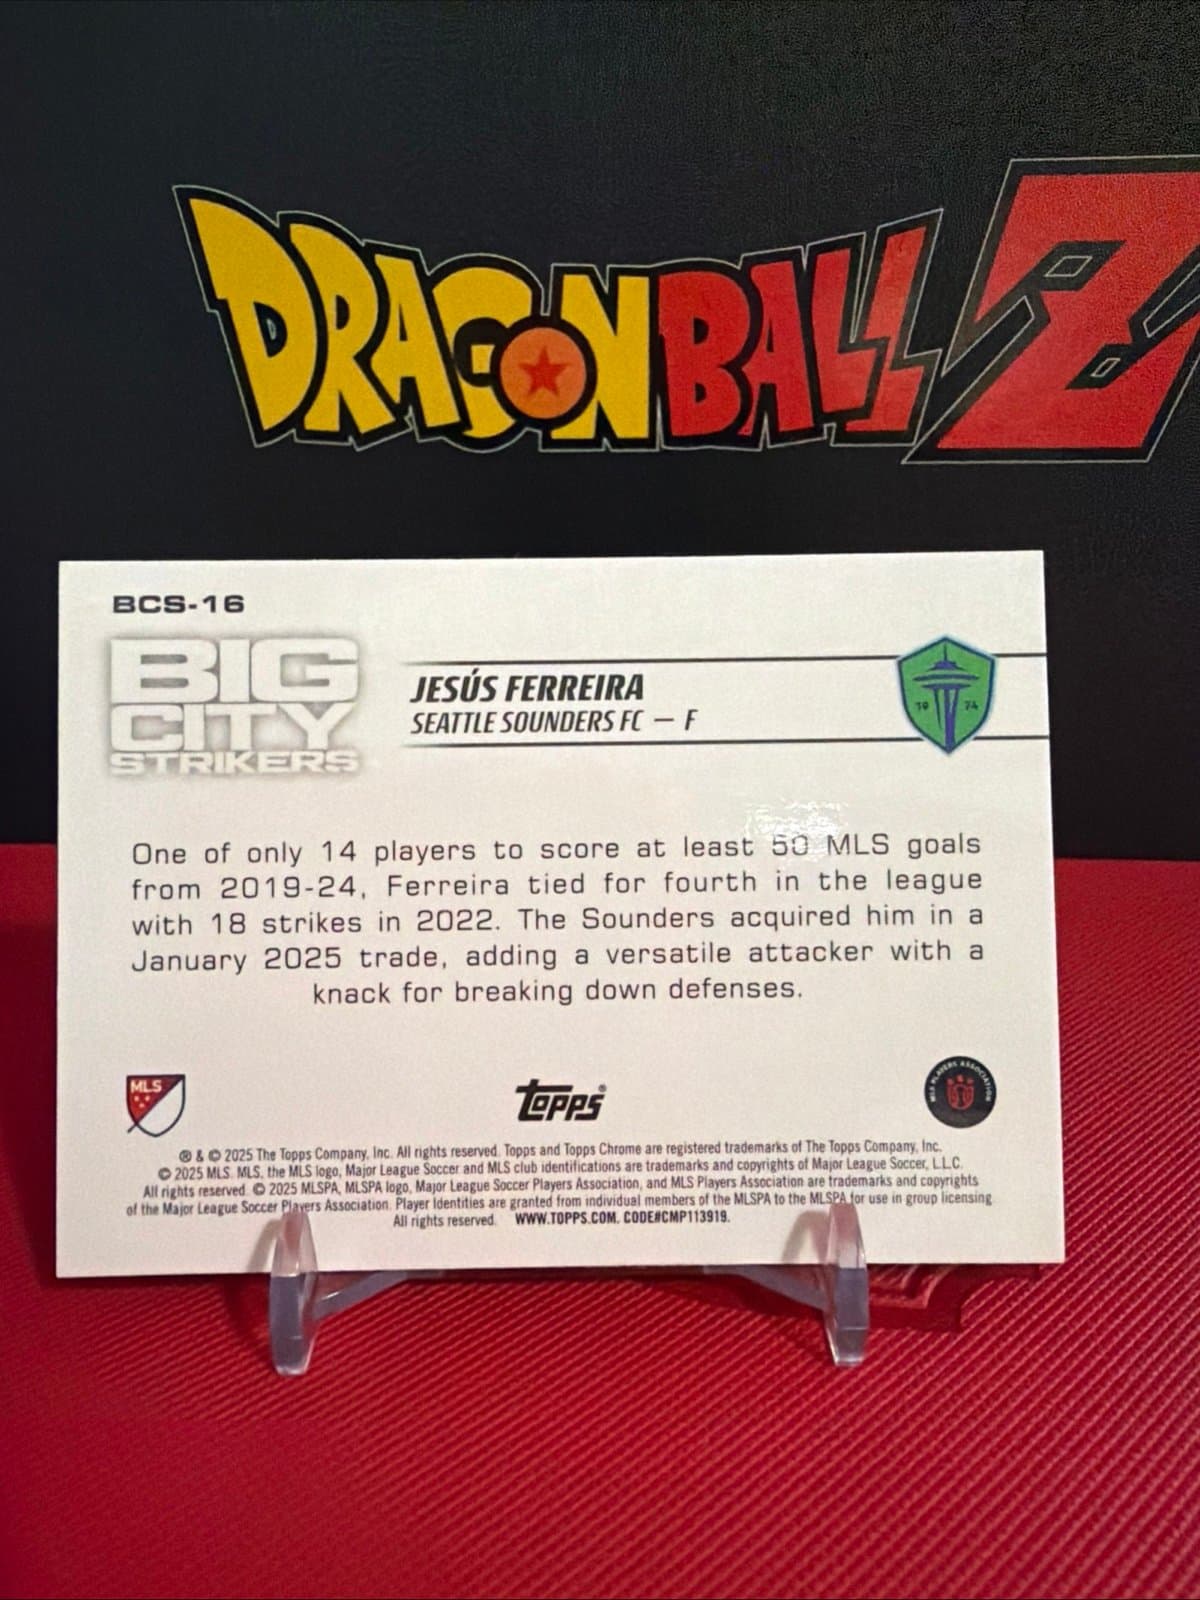 DRAGON BALL Z
BCS-16
BIG
CITY
STRIKERS
JESÚS FERREIRA
SEATTLE SOUNDERS FC — F
19 74
One of only 14 players to score at least 50 MLS goals
from 2019-24, Ferreira tied for fourth in the league
with 18 strikes in 2022. The Sounders acquired him in a
January 2025 trade, adding a versatile attacker with a
knack for breaking down defenses.
MLS
Topps®
MLS PLAYERS ASSOCIATION
® & © 2025 The Topps Company, Inc. All rights reserved. Topps and Topps Chrome are registered trademarks of The Topps Company, Inc.
© 2025 MLS. MLS, the MLS logo, Major League Soccer and MLS club identifications are trademarks and copyrights of Major League Soccer, L.L.C.
All rights reserved. © 2025 MLSPA, MLSPA logo, Major League Soccer Players Association, and MLS Players Association are trademarks and copyrights
of the Major League Soccer Players Association. Player Identities are granted from individual members of the MLSPA to the MLSPA for use in group licensing.
All rights reserved. WWW.TOPPS.COM. CODE#CMP113919.